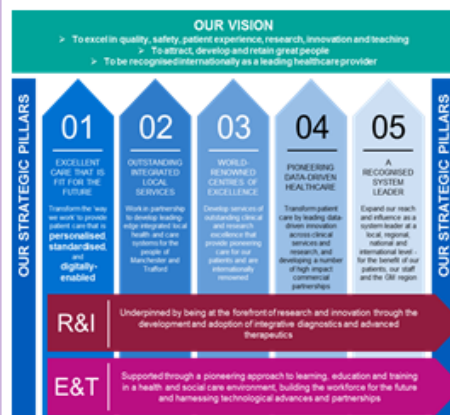 OUR VISION
➢ To excel in quality, safety, patient experience, research, innovation and teaching
➢ To attract, develop and retain great people
➢ To be recognised internationally as a leading healthcare provider
OUR STRATEGIC PILLARS
01
EXCELLENT
CARE THAT IS
FIT FOR THE
FUTURE
Transform the 'way
we work' to provide
patient care that is
personalised,
standardised,
and
digitally-
enabled
02
OUTSTANDING
INTEGRATED
LOCAL
SERVICES
Work in partnership
to develop leading-
edge integrated local
health and care
systems for the
people of
Manchester and
Trafford
03
WORLD-
RENOWNED
CENTRES OF
EXCELLENCE
Develop services of
outstanding clinical
and research
excellence that
provide pioneering
care for our
patients and are
internationally
renowned
04
PIONEERING
DATA-DRIVEN
HEALTHCARE
Transform patient
care by leading data-
driven innovation
across clinical
services and
research, and
developing a number
of high impact
commercial
partnerships
05
A
RECOGNISED
SYSTEM
LEADER
Expand our reach
and influence as a
system leader at a
local, regional,
national and
international level -
for the benefit of our
patients, our staff
and the GM region
OUR STRATEGIC PILLARS
R&I
Underpinned by being at the forefront of research and innovation through the
development and adoption of integrative diagnostics and advanced
therapeutics
E&T
Supported through a pioneering approach to learning, education and training
in a health and social care environment, building the workforce for the future
and harnessing technological advances and partnerships